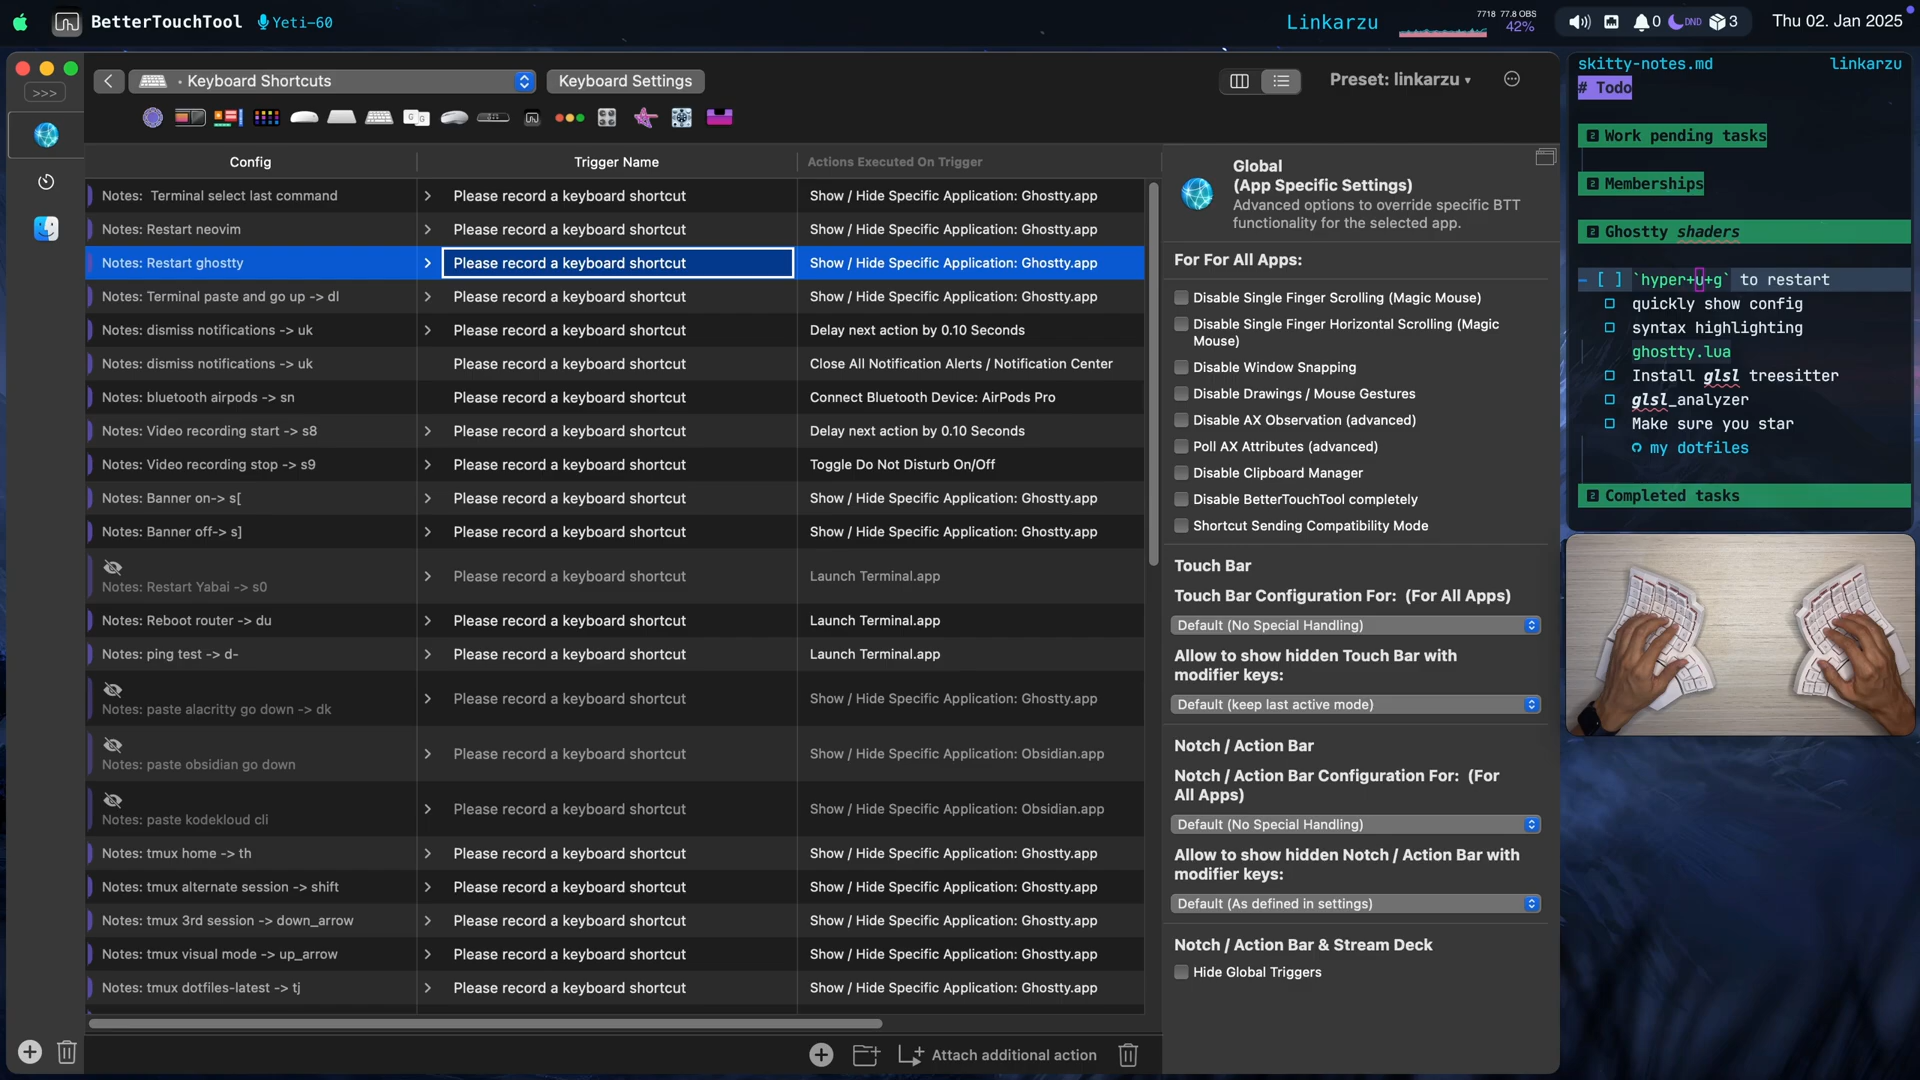 BetterTouchTool
Yeti-60
Linkarzu
7718 77.8 OBS
42%
0
DND
3
Thu 02. Jan 2025
>>>
Keyboard Shortcuts
Keyboard Settings
Preset: linkarzu
Config
Trigger Name
Actions Executed On Trigger
Notes: Terminal select last command
Please record a keyboard shortcut
Show / Hide Specific Application: Ghostty.app
Notes: Restart neovim
Please record a keyboard shortcut
Show / Hide Specific Application: Ghostty.app
Notes: Restart ghostty
Please record a keyboard shortcut
Show / Hide Specific Application: Ghostty.app
Notes: Terminal paste and go up -> dl
Please record a keyboard shortcut
Show / Hide Specific Application: Ghostty.app
Notes: dismiss notifications -> uk
Please record a keyboard shortcut
Delay next action by 0.10 Seconds
Notes: dismiss notifications -> uk
Please record a keyboard shortcut
Close All Notification Alerts / Notification Center
Notes: bluetooth airpods -> sn
Please record a keyboard shortcut
Connect Bluetooth Device: AirPods Pro
Notes: Video recording start -> s8
Please record a keyboard shortcut
Delay next action by 0.10 Seconds
Notes: Video recording stop -> s9
Please record a keyboard shortcut
Toggle Do Not Disturb On/Off
Notes: Banner on-> s[
Please record a keyboard shortcut
Show / Hide Specific Application: Ghostty.app
Notes: Banner off-> s]
Please record a keyboard shortcut
Show / Hide Specific Application: Ghostty.app
Notes: Restart Yabai -> s0
Please record a keyboard shortcut
Launch Terminal.app
Notes: Reboot router -> du
Please record a keyboard shortcut
Launch Terminal.app
Notes: ping test -> d-
Please record a keyboard shortcut
Launch Terminal.app
Notes: paste alacritty go down -> dk
Please record a keyboard shortcut
Show / Hide Specific Application: Ghostty.app
Notes: paste obsidian go down
Please record a keyboard shortcut
Show / Hide Specific Application: Obsidian.app
Notes: paste kodekloud cli
Please record a keyboard shortcut
Show / Hide Specific Application: Obsidian.app
Notes: tmux home -> th
Please record a keyboard shortcut
Show / Hide Specific Application: Ghostty.app
Notes: tmux alternate session -> shift
Please record a keyboard shortcut
Show / Hide Specific Application: Ghostty.app
Notes: tmux 3rd session -> down_arrow
Please record a keyboard shortcut
Show / Hide Specific Application: Ghostty.app
Notes: tmux visual mode -> up_arrow
Please record a keyboard shortcut
Show / Hide Specific Application: Ghostty.app
Notes: tmux dotfiles-latest -> tj
Please record a keyboard shortcut
Show / Hide Specific Application: Ghostty.app
Attach additional action
Global
(App Specific Settings)
Advanced options to override specific BTT
functionality for the selected app.
For For All Apps:
Disable Single Finger Scrolling (Magic Mouse)
Disable Single Finger Horizontal Scrolling (Magic
Mouse)
Disable Window Snapping
Disable Drawings / Mouse Gestures
Disable AX Observation (advanced)
Poll AX Attributes (advanced)
Disable Clipboard Manager
Disable BetterTouchTool completely
Shortcut Sending Compatibility Mode
Touch Bar
Touch Bar Configuration For: (For All Apps)
Default (No Special Handling)
Allow to show hidden Touch Bar with
modifier keys:
Default (keep last active mode)
Notch / Action Bar
Notch / Action Bar Configuration For: (For
All Apps)
Default (No Special Handling)
Allow to show hidden Notch / Action Bar with
modifier keys:
Default (As defined in settings)
Notch / Action Bar & Stream Deck
Hide Global Triggers
skitty-notes.md
linkarzu
# Todo
2 Work pending tasks
2 Memberships
2 Ghostty shaders
- [ ] `hyper+u+g` to restart
quickly show config
syntax highlighting
ghostty.lua
Install glsl treesitter
glsl_analyzer
Make sure you star
my dotfiles
2 Completed tasks